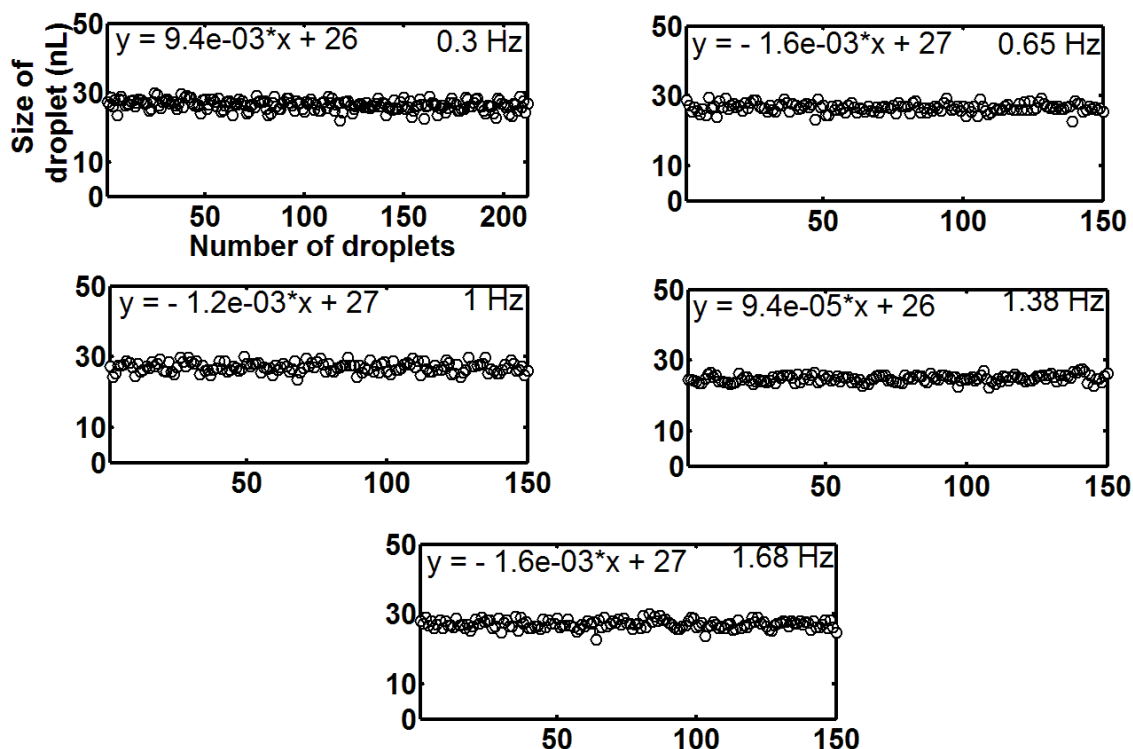 Size of
droplet (nL)
50
30
10
0
y = 9.4e-03*x + 26
0.3 Hz
50
100
150
200
Number of droplets
50
30
10
0
y = - 1.6e-03*x + 27
0.65 Hz
50
100
150
50
30
10
0
y = - 1.2e-03*x + 27
1 Hz
50
100
150
50
30
10
0
y = 9.4e-05*x + 26
1.38 Hz
50
100
150
50
30
10
0
y = - 1.6e-03*x + 27
1.68 Hz
50
100
150